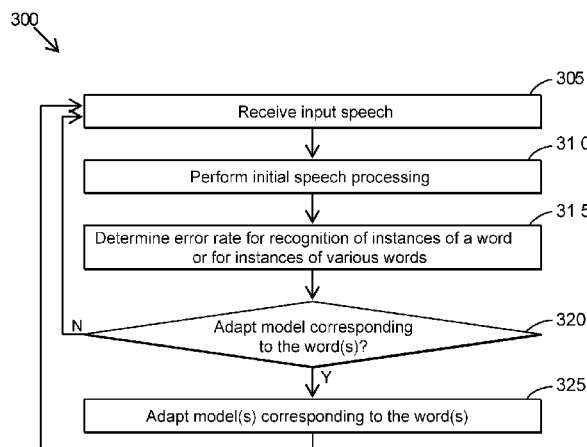 300
305
Receive input speech
310
Perform initial speech processing
315
Determine error rate for recognition of instances of a word
or for instances of various words
320
N
Adapt model corresponding
to the word(s)?
Y
325
Adapt model(s) corresponding to the word(s)